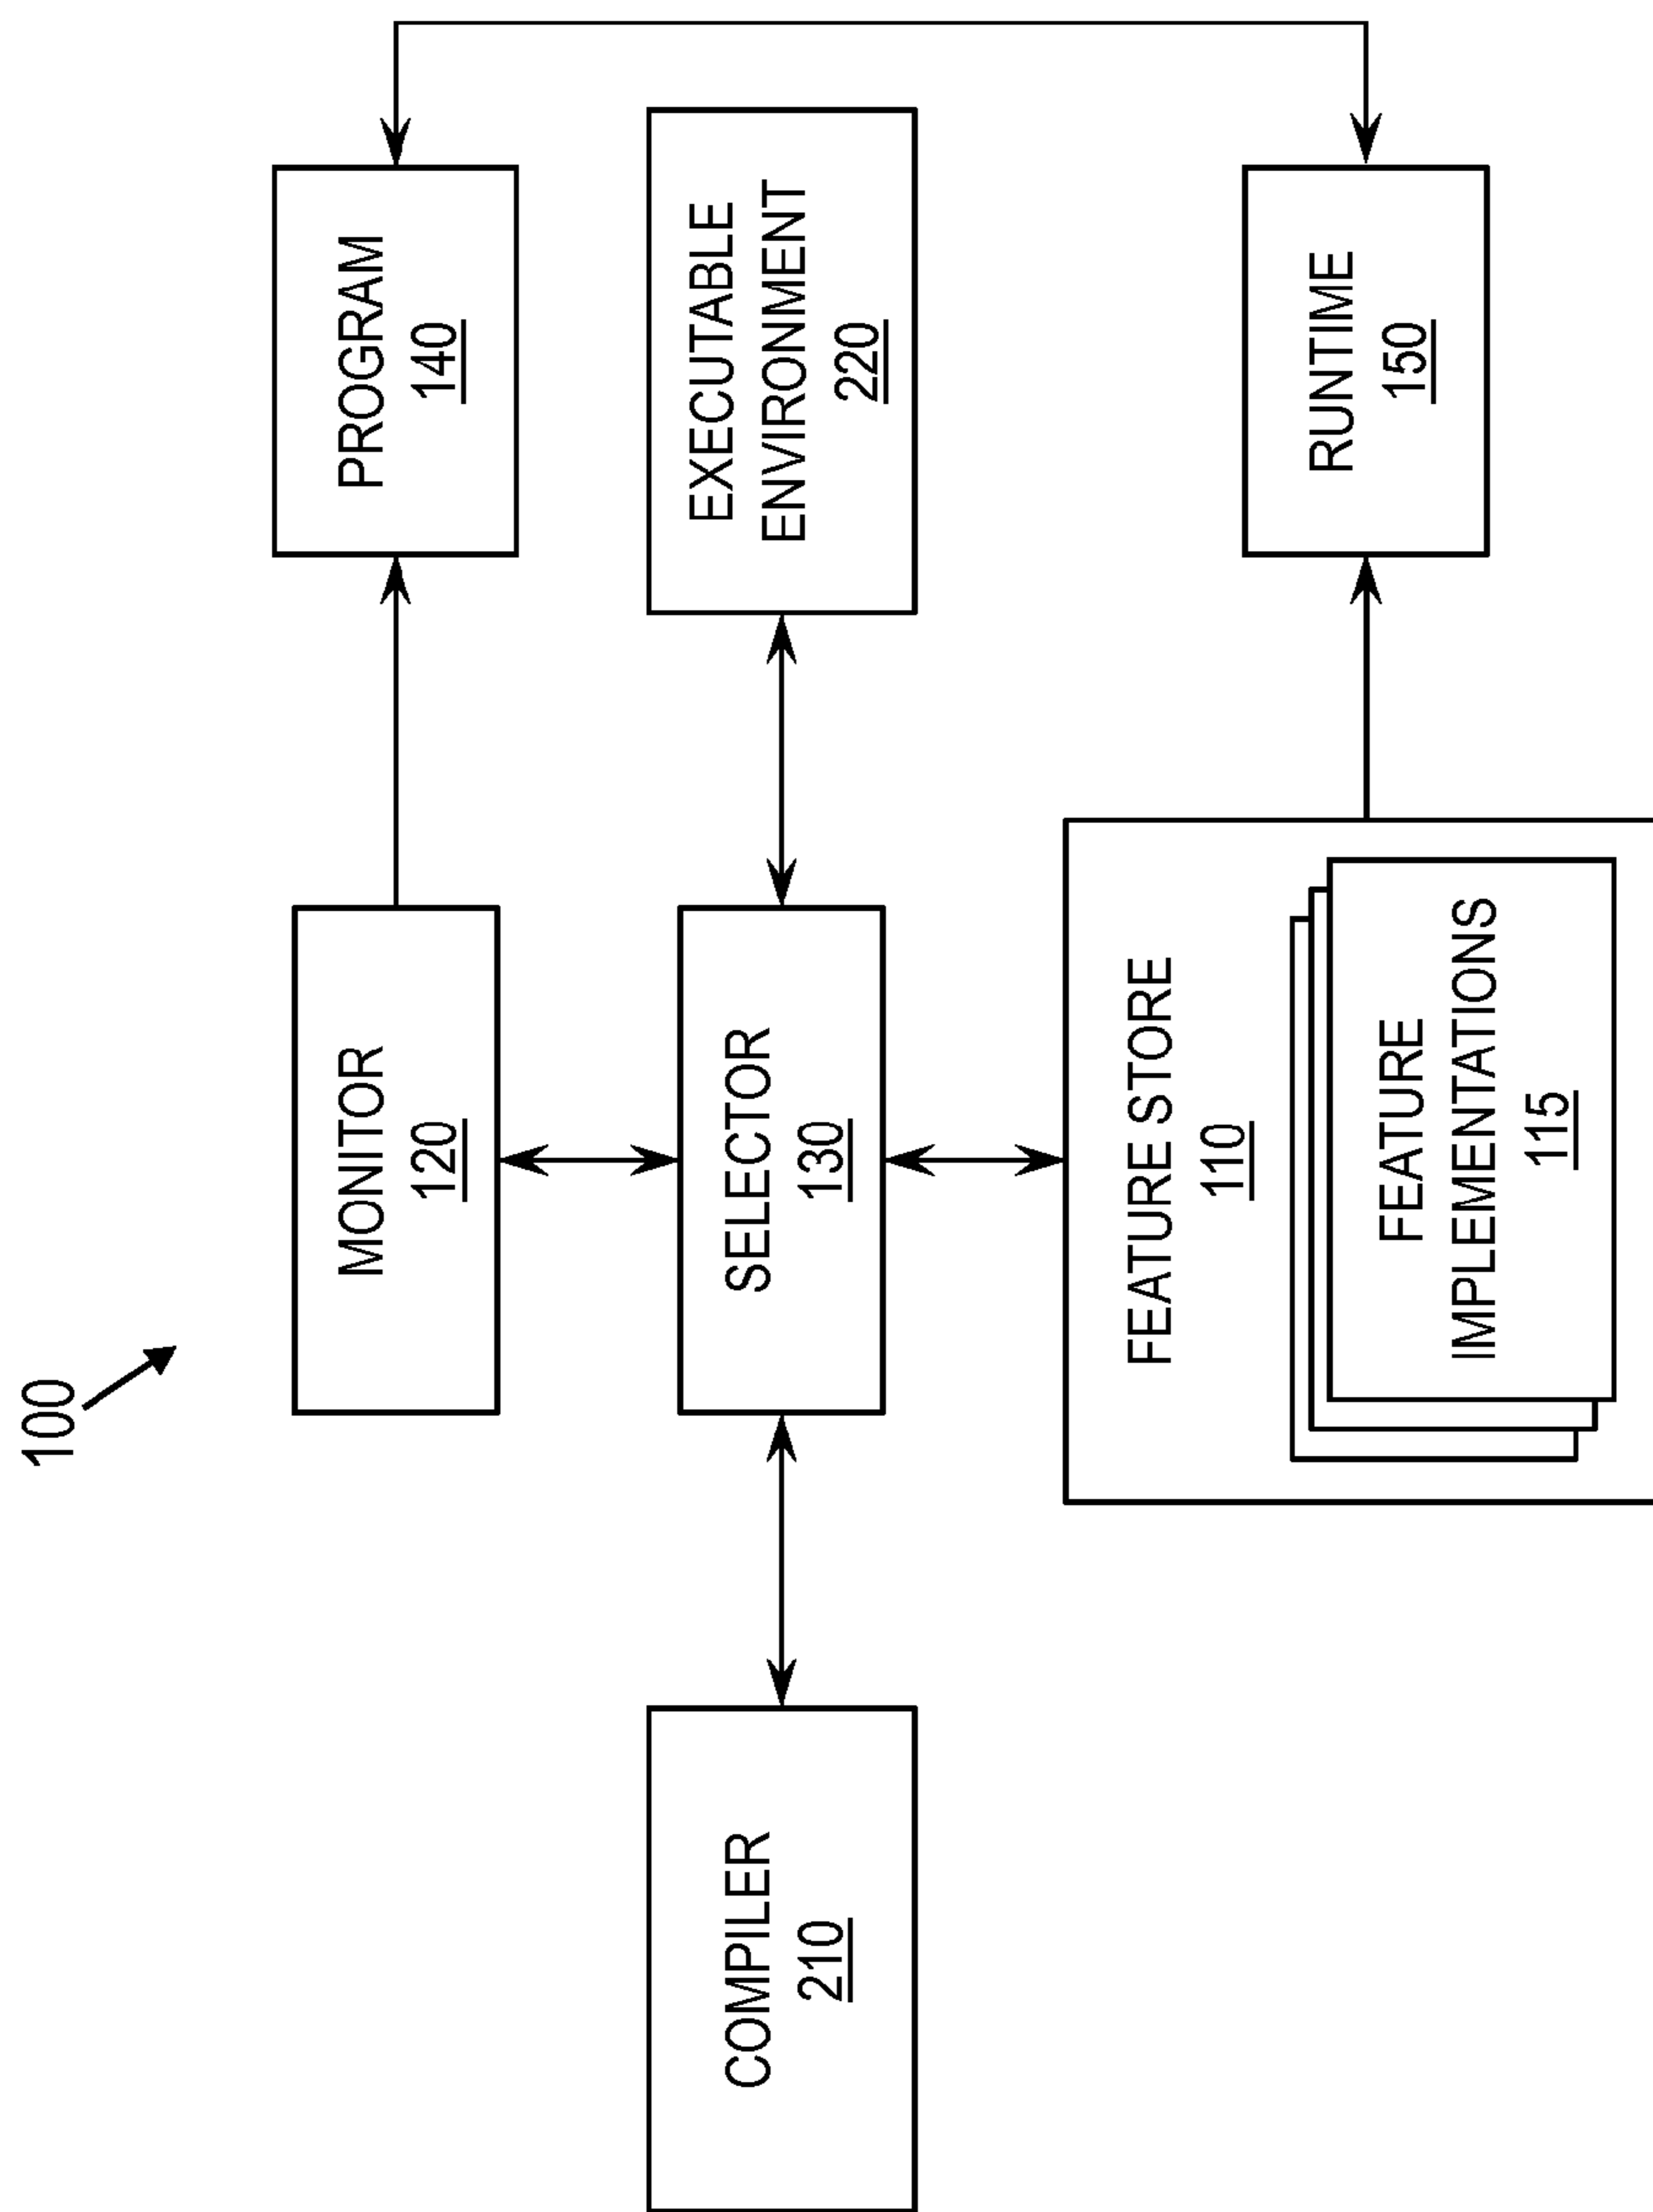 100
MONITOR
120
PROGRAM
140
COMPILER
210
SELECTOR
130
EXECUTABLE
ENVIRONMENT
220
FEATURE STORE
110
FEATURE
IMPLEMENTATIONS
115
RUNTIME
150